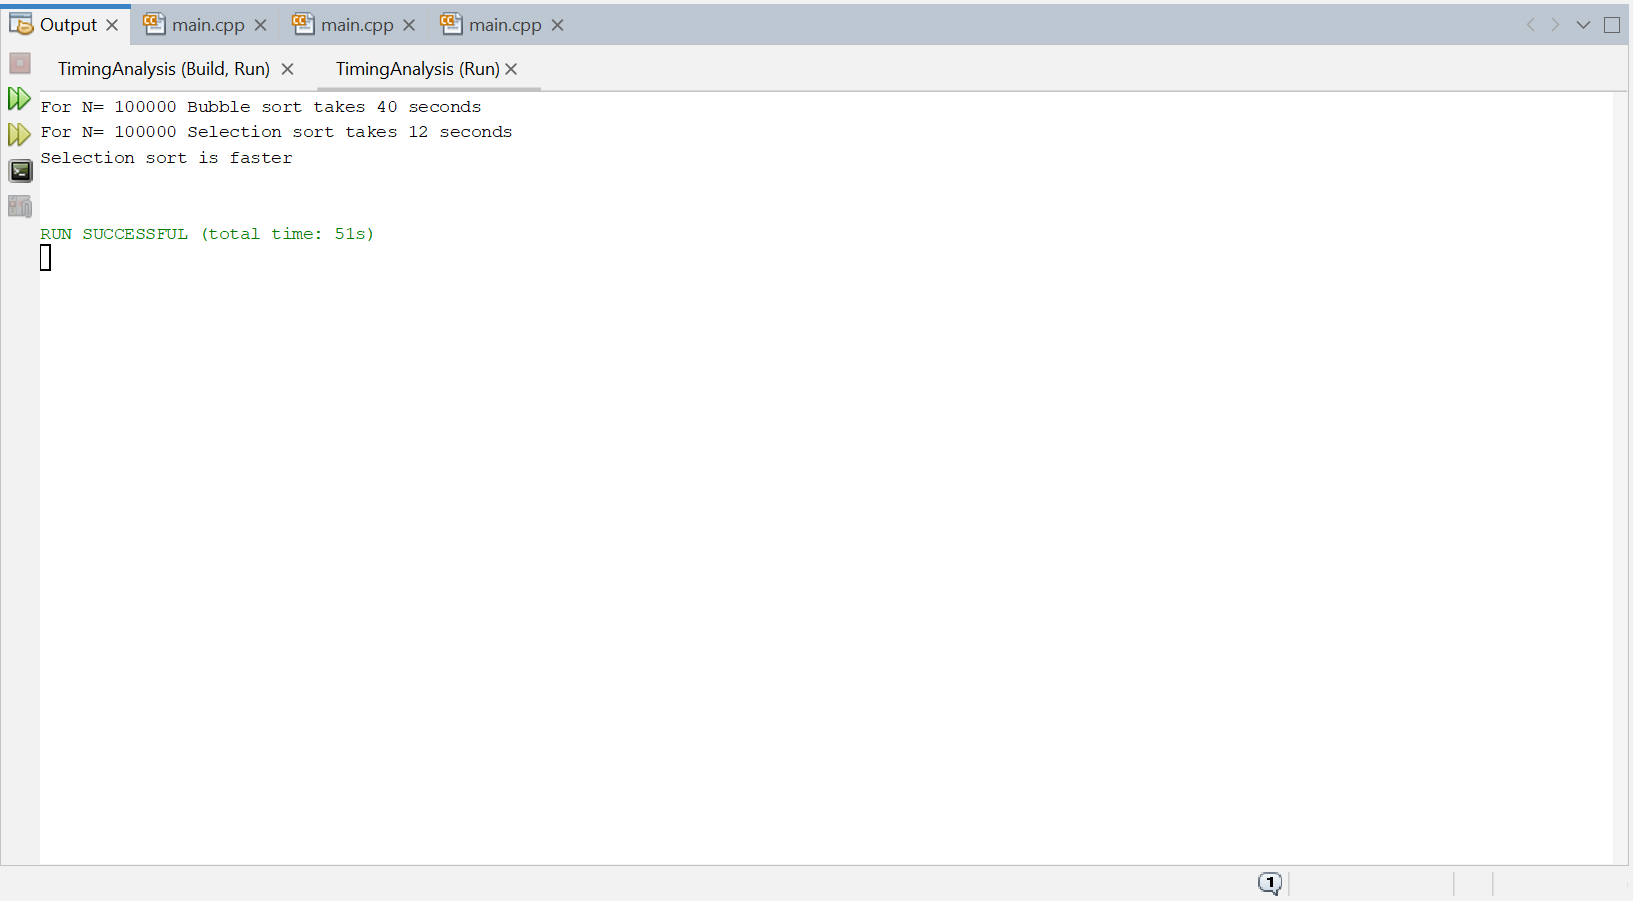 Output main.cpp main.cpp main.cpp
TimingAnalysis (Build, Run) TimingAnalysis (Run)
For N= 100000 Bubble sort takes 40 seconds
For N= 100000 Selection sort takes 12 seconds
Selection sort is faster
RUN SUCCESSFUL (total time: 51s)
1